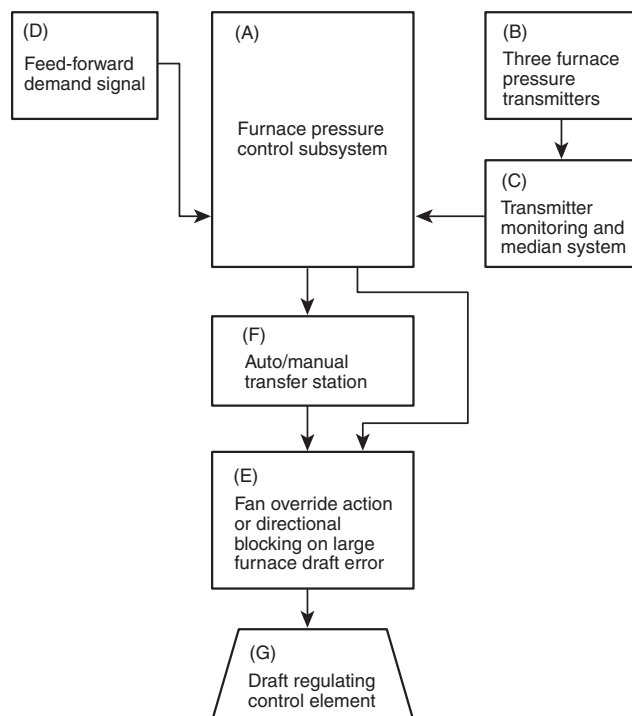 (D)
Feed-forward
demand signal
(A)
Furnace pressure
control subsystem
(B)
Three furnace
pressure
transmitters
(C)
Transmitter
monitoring and
median system
(F)
Auto/manual
transfer station
(E)
Fan override action
or directional
blocking on large
furnace draft error
(G)
Draft regulating
control element